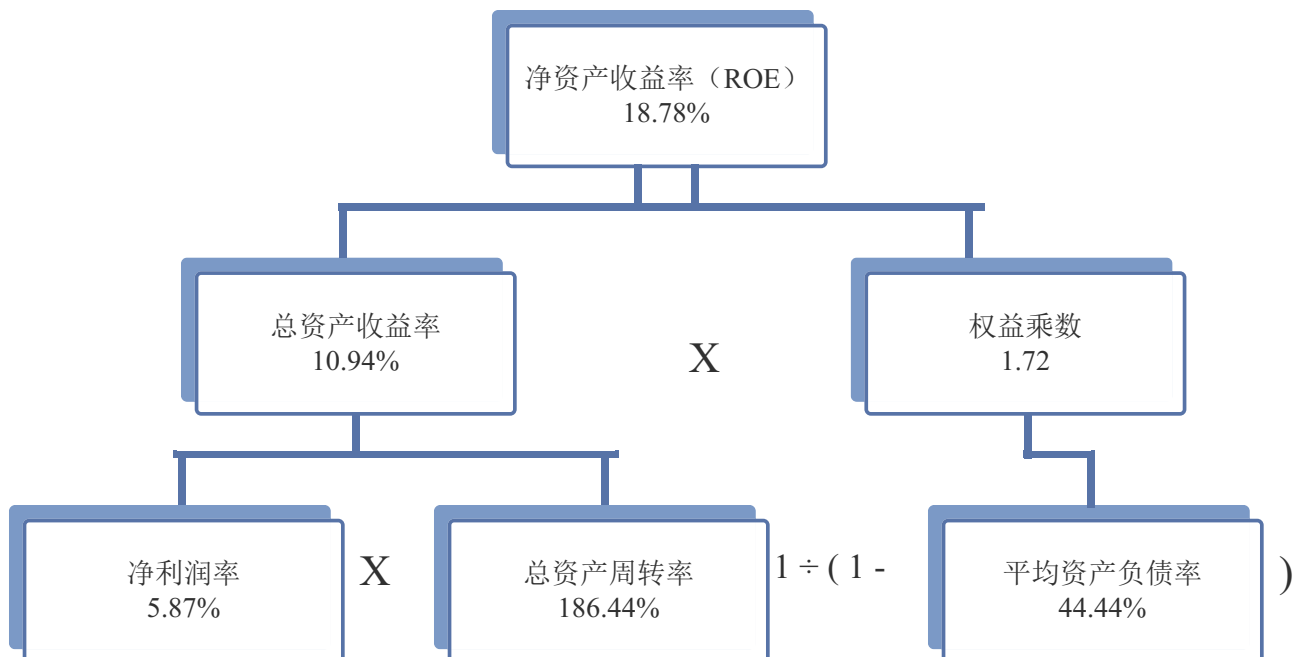 净资产收益率（ROE）
18.78%
总资产收益率
10.94%
X
权益乘数
1.72
净利润率
5.87%
X
总资产周转率
186.44%
1 ÷ ( 1 -
平均资产负债率
44.44%
)